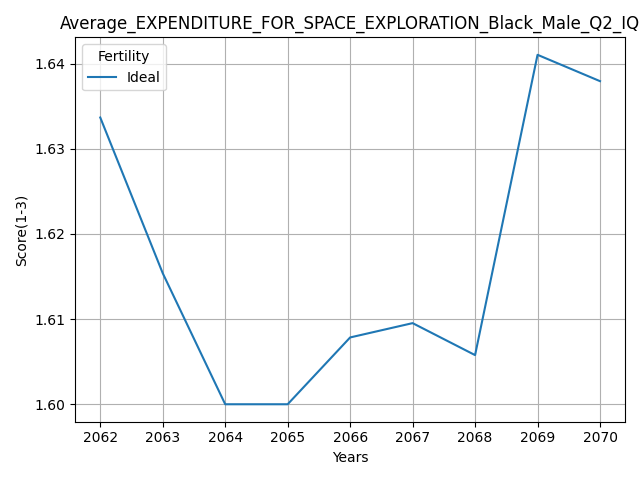 Average_EXPENDITURE_FOR_SPACE_EXPLORATION_Black_Male_Q2_IQ
Fertility
Ideal
1.64
1.63
1.62
1.61
1.60
Score(1-3)
2062 2063 2064 2065 2066 2067 2068 2069 2070
Years